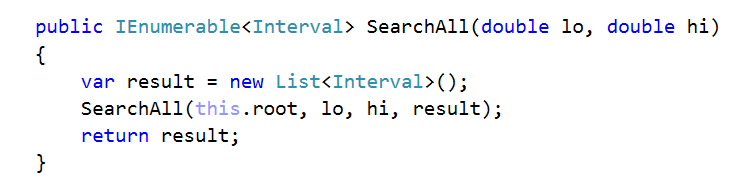 public IEnumerable<Interval> SearchAll(double lo, double hi)
{
    var result = new List<Interval>();
    SearchAll(this.root, lo, hi, result);
    return result;
}